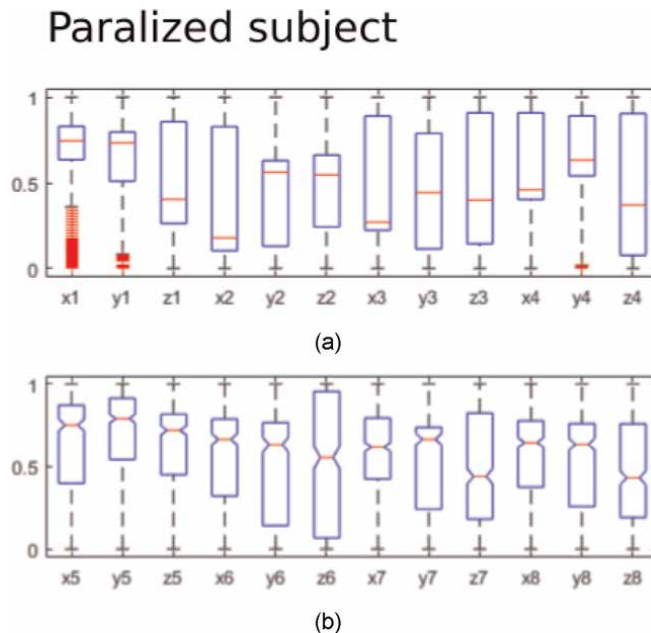 Paralized subject
1
0.5
0
x1 y1 z1 x2 y2 z2 x3 y3 z3 x4 y4 z4
(a)
1
0.5
0
x5 y5 z5 x6 y6 z6 x7 y7 z7 x8 y8 z8
(b)